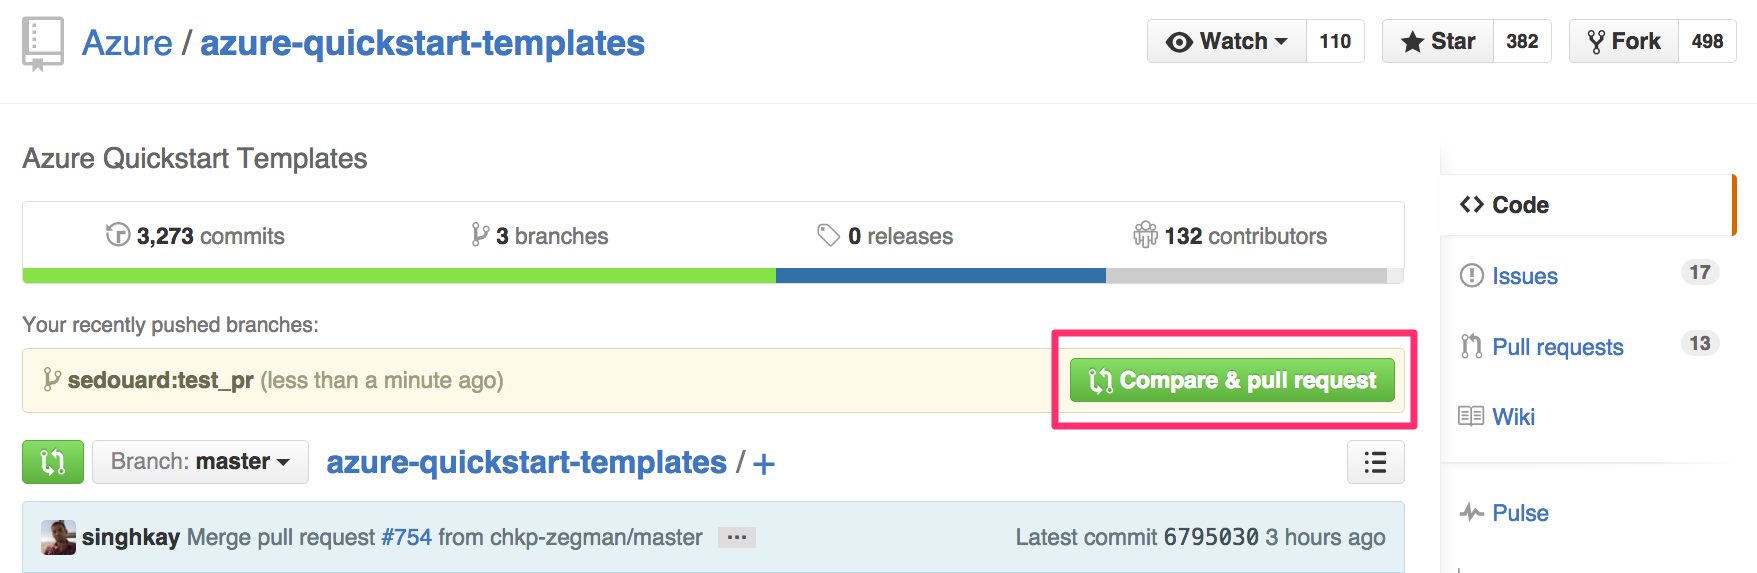 Azure / azure-quickstart-templates
Watch 110 Star 382 Fork 498
Azure Quickstart Templates
3,273 commits 3 branches 0 releases 132 contributors
Your recently pushed branches:
sedouard:test_pr (less than a minute ago) Compare & pull request
Branch: master azure-quickstart-templates / +
singhkay Merge pull request #754 from chkp-zegman/master ... Latest commit 6795030 3 hours ago
Code
Issues 17
Pull requests 13
Wiki
Pulse